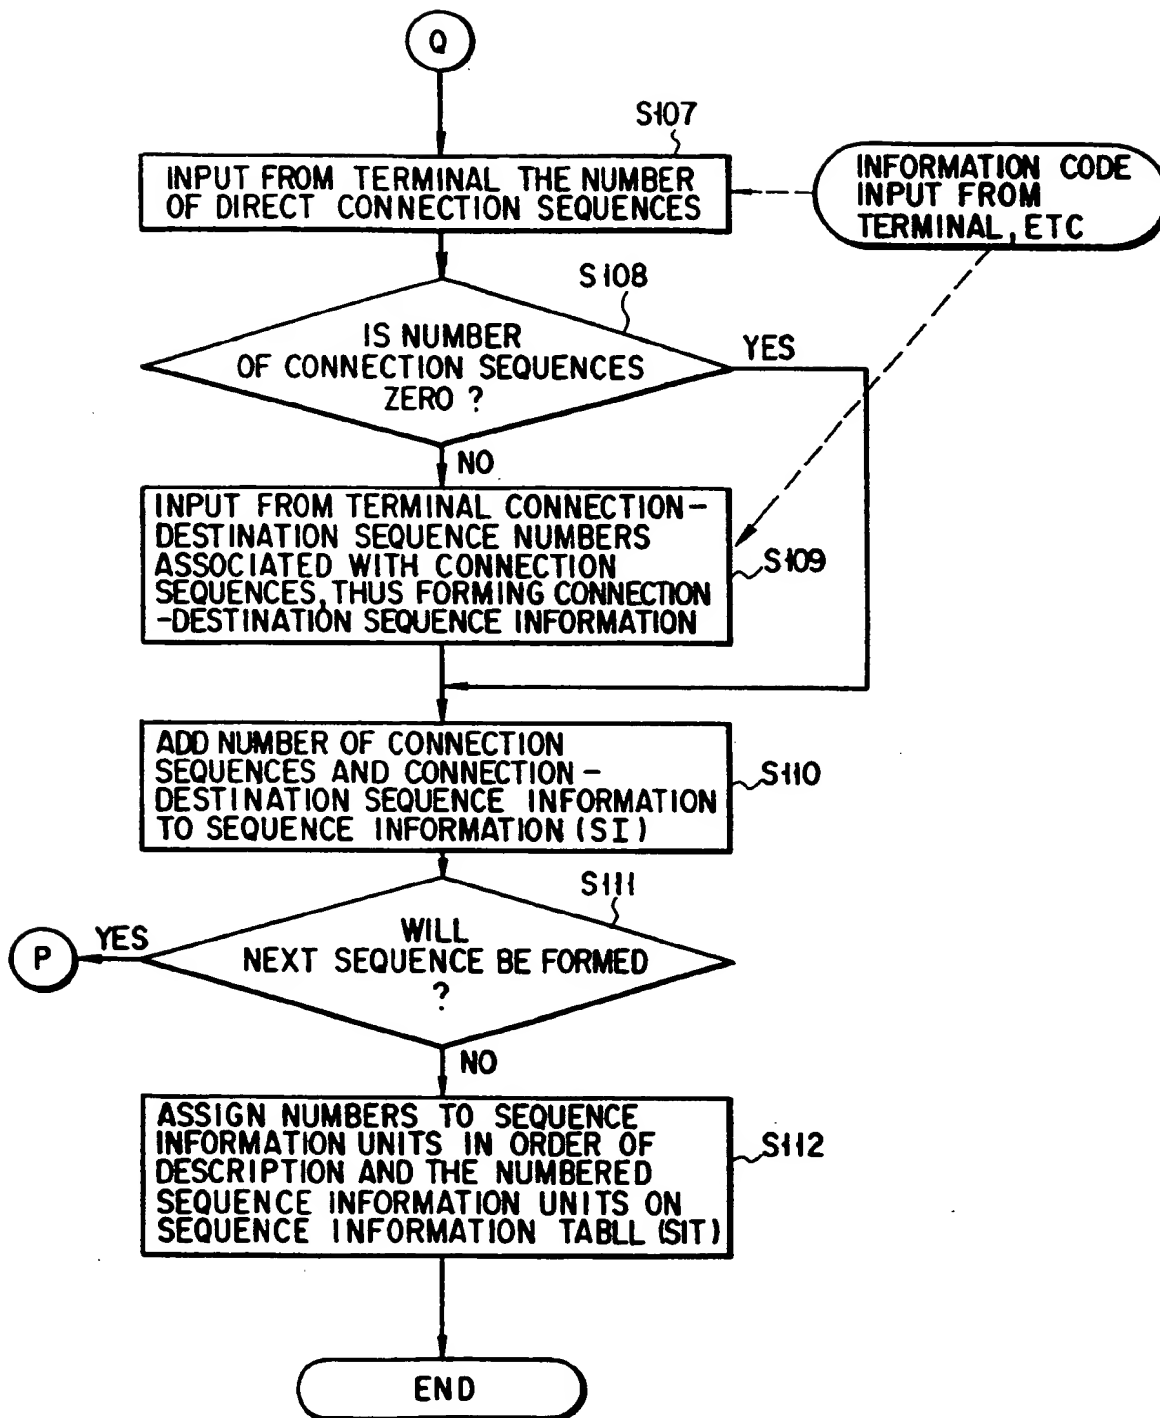 Q
S107
INPUT FROM TERMINAL THE NUMBER
OF DIRECT CONNECTION SEQUENCES
INFORMATION CODE
INPUT FROM
TERMINAL, ETC
S108
IS NUMBER
OF CONNECTION SEQUENCES
ZERO ?
YES
NO
INPUT FROM TERMINAL CONNECTION-
DESTINATION SEQUENCE NUMBERS
ASSOCIATED WITH CONNECTION
SEQUENCES, THUS FORMING CONNECTION
-DESTINATION SEQUENCE INFORMATION
S109
ADD NUMBER OF CONNECTION
SEQUENCES AND CONNECTION-
DESTINATION SEQUENCE INFORMATION
TO SEQUENCE INFORMATION (SI)
S110
S111
WILL
NEXT SEQUENCE BE FORMED
?
YES
P
NO
ASSIGN NUMBERS TO SEQUENCE
INFORMATION UNITS IN ORDER OF
DESCRIPTION AND THE NUMBERED
SEQUENCE INFORMATION UNITS ON
SEQUENCE INFORMATION TABLL (SIT)
S112
END